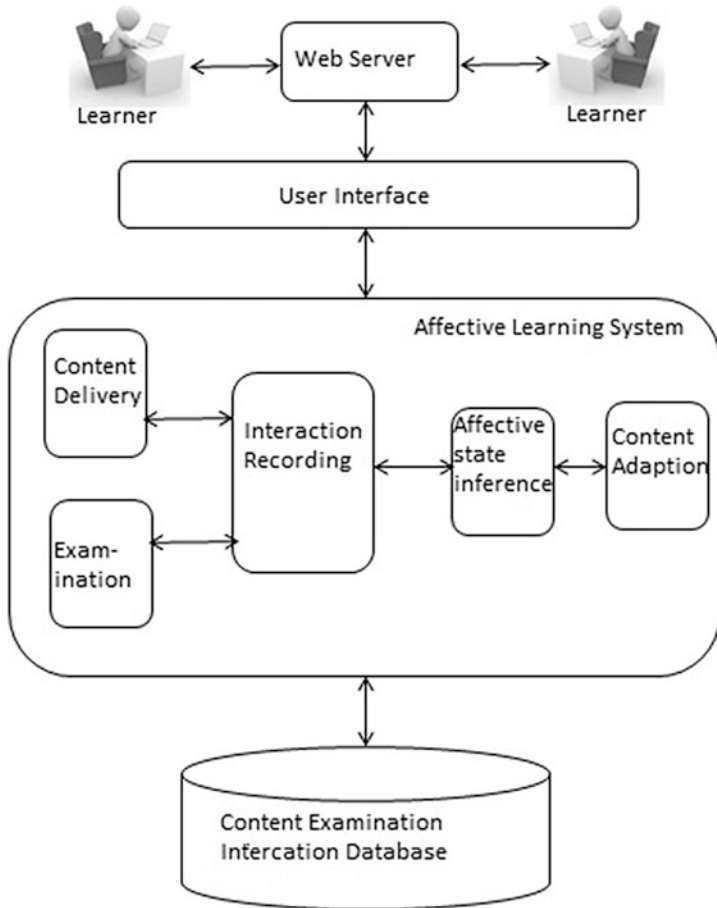 Web Server
Learner
Learner
User Interface
Affective Learning System
Content
Delivery
Interaction
Recording
Affective
state
inference
Content
Adaption
Exam-
ination
Content Examination
Intercation Database